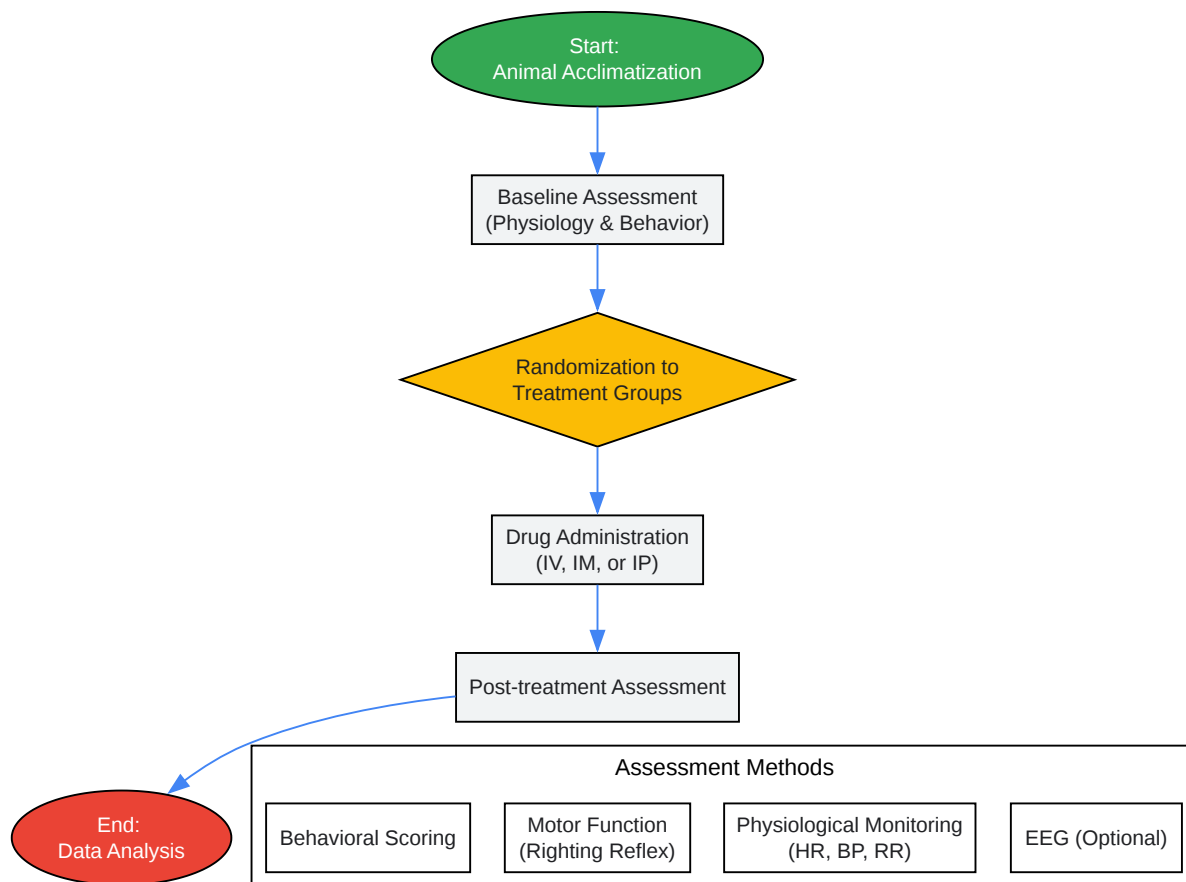 Start:
Animal Acclimatization
Baseline Assessment
(Physiology & Behavior)
Randomization to
Treatment Groups
Drug Administration
(IV, IM, or IP)
Post-treatment Assessment
Assessment Methods
End:
Data Analysis
Behavioral Scoring
Motor Function
(Righting Reflex)
Physiological Monitoring
(HR, BP, RR)
EEG (Optional)